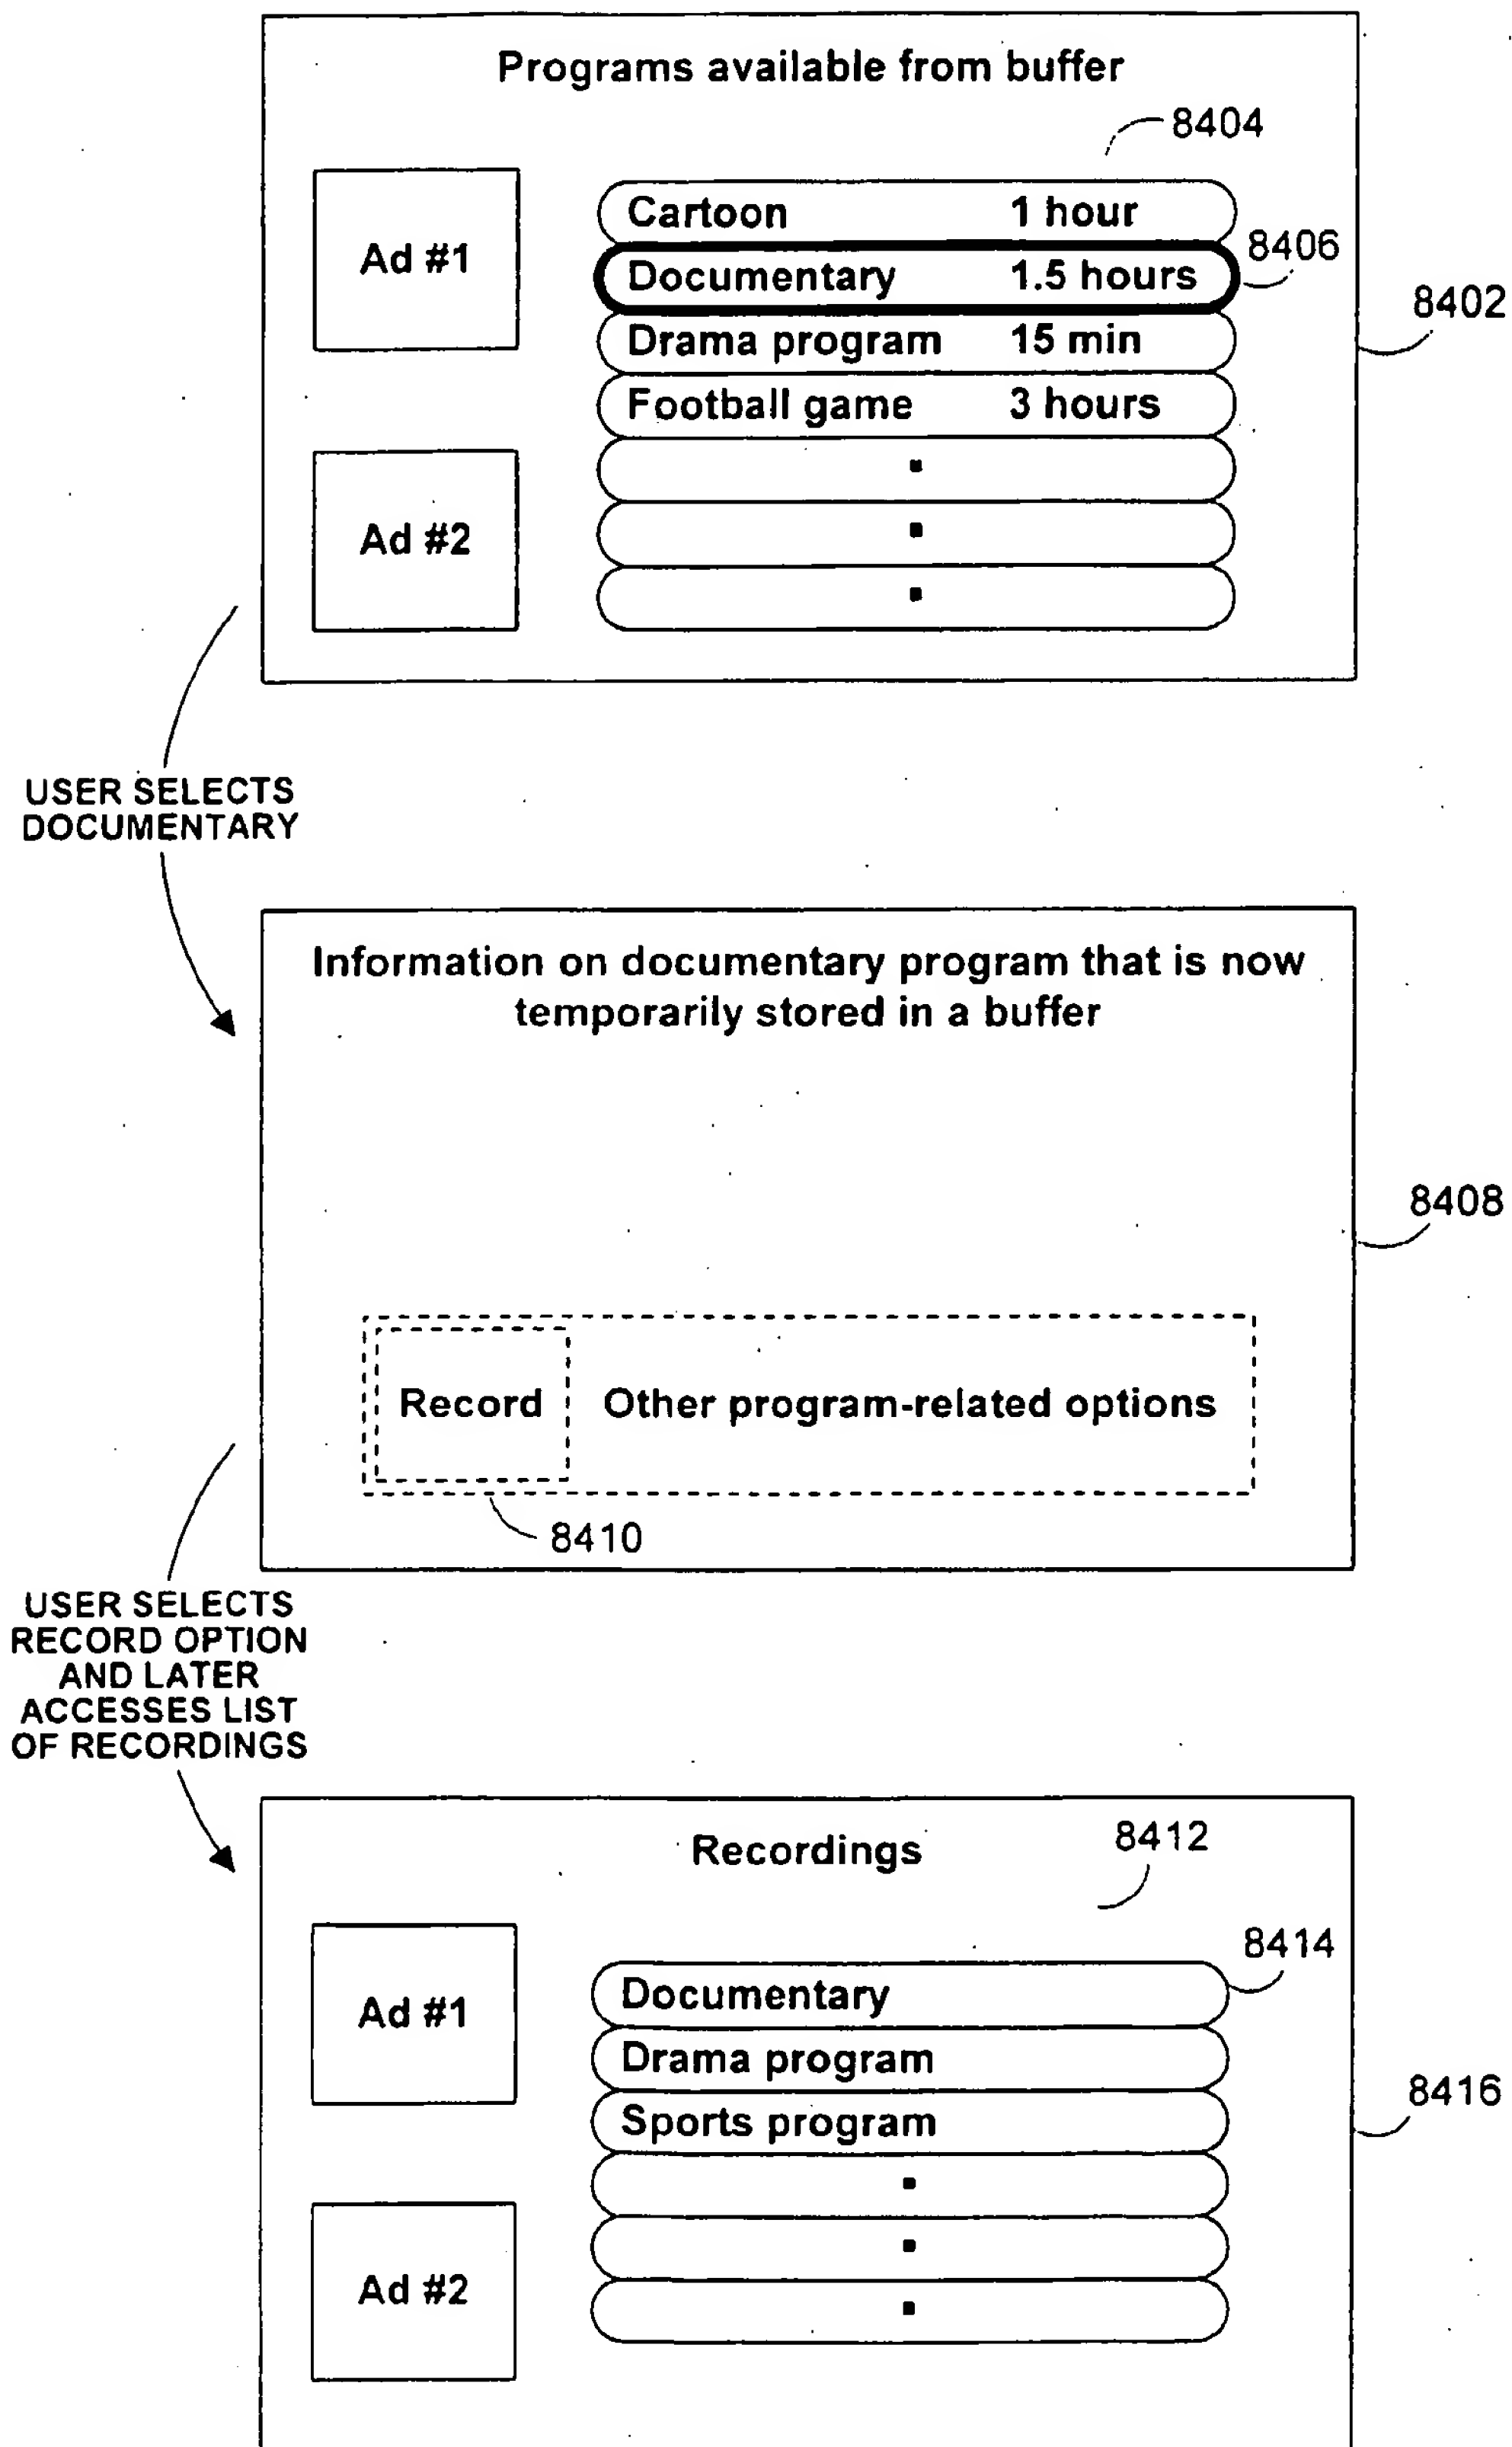 Programs available from buffer
8404
Ad #1
Cartoon 1 hour
8406
Documentary 1.5 hours
8402
Drama program 15 min
Football game 3 hours
Ad #2
USER SELECTS
DOCUMENTARY
Information on documentary program that is now
temporarily stored in a buffer
8408
Record Other program-related options
8410
USER SELECTS
RECORD OPTION
AND LATER
ACCESSES LIST
OF RECORDINGS
Recordings
8412
8414
Ad #1
Documentary
Drama program
8416
Sports program
Ad #2